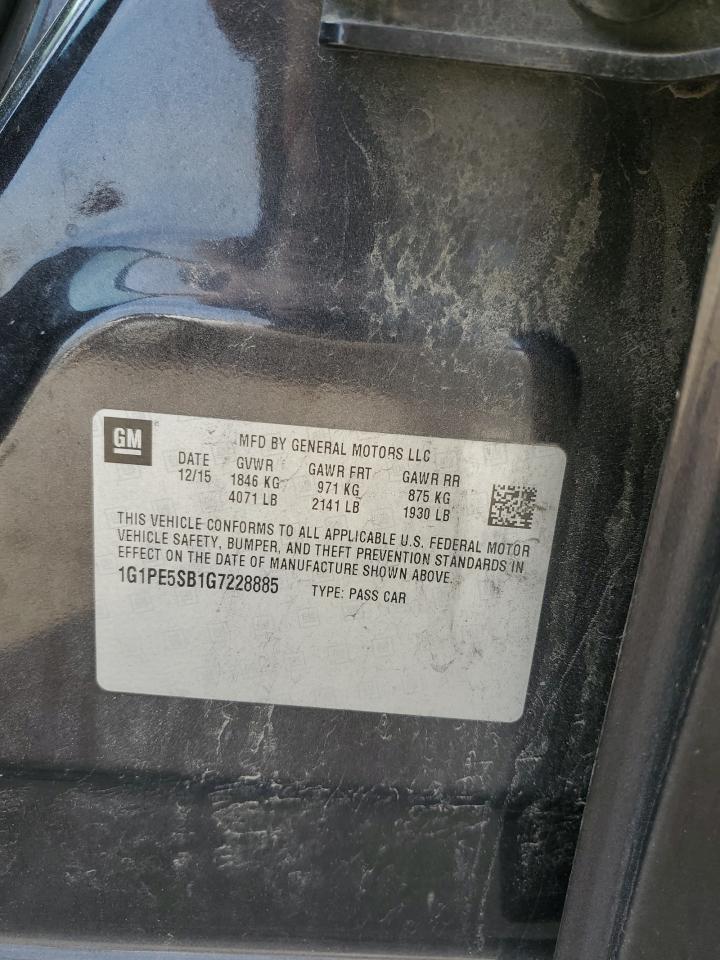 GM
MFD BY GENERAL MOTORS LLC
DATE GVWR GAWR FRT GAWR RR
12/15 1846 KG 971 KG 875 KG
4071 LB 2141 LB 1930 LB
THIS VEHICLE CONFORMS TO ALL APPLICABLE U.S. FEDERAL MOTOR
VEHICLE SAFETY, BUMPER, AND THEFT PREVENTION STANDARDS IN
EFFECT ON THE DATE OF MANUFACTURE SHOWN ABOVE.
1G1PE5SB1G7228885 TYPE: PASS CAR